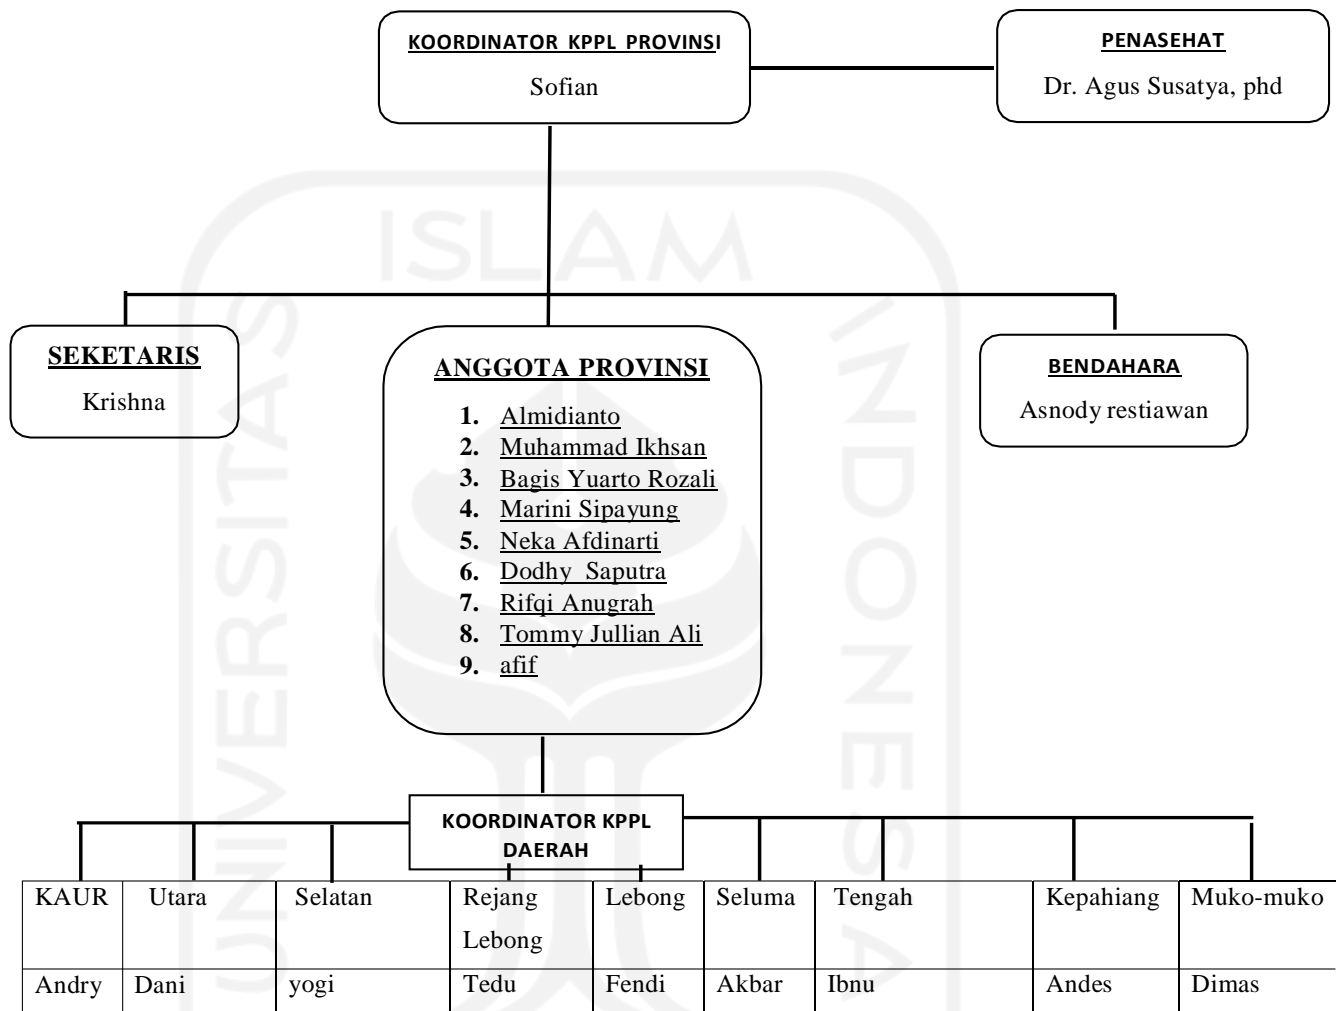 KOORDINATOR KPPL PROVINSI
Sofian
PENASEHAT
Dr. Agus Susatya, phd
SEKETARIS
Krishna
ANGGOTA PROVINSI
1. Almidianto
2. Muhammad Ikhsan
3. Bagis Yuarto Rozali
4. Marini Sipayung
5. Neka Afdinarti
6. Dodhy Saputra
7. Rifqi Anugrah
8. Tommy Jullian Ali
9. afif
BENDAHARA
Asnody restiawan
KOORDINATOR KPPL
DAERAH
KAUR Utara Selatan Rejang Lebong Seluma Tengah Kepahiang Muko-muko
Lebong
Andry Dani yogi Tedu Fendi Akbar Ibnu Andes Dimas
UNIVERSITAS
ISLAM
INDONESIA